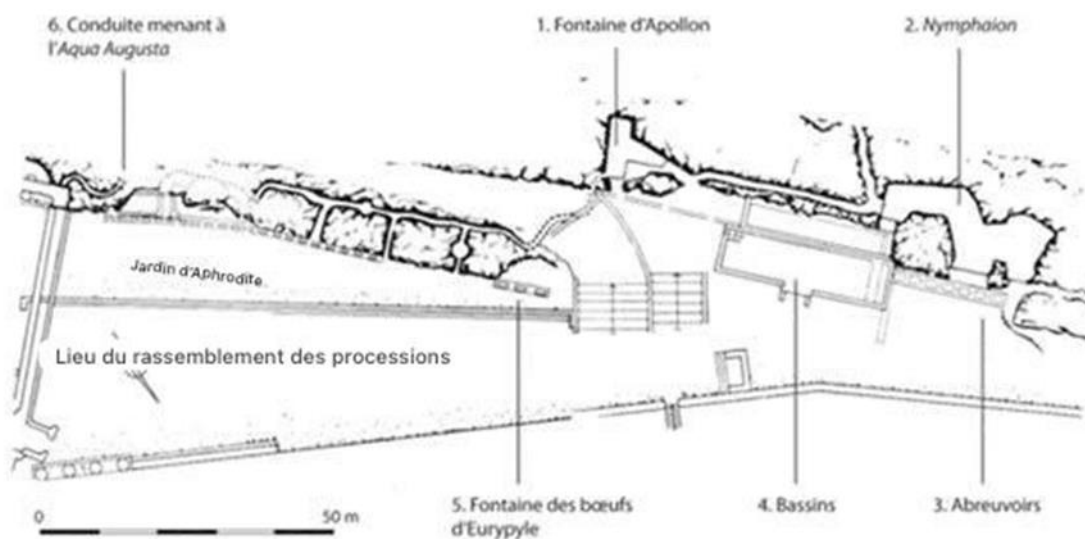 6. Conduite menant à
l'Aqua Augusta
1. Fontaine d'Apollon
2. Nymphaion
Jardin d'Aphrodite
Lieu du rassemblement des processions
0
50 m
5. Fontaine des bœufs
d'Eurypyle
4. Bassins
3. Abreuvoirs